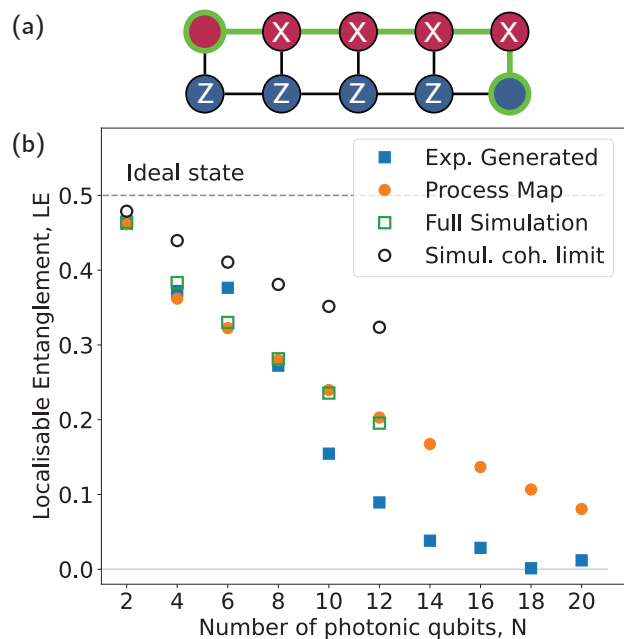 (a)
X X X X
Z Z Z Z
(b)
Ideal state
Exp. Generated
Process Map
Full Simulation
Simul. coh. limit
Localisable Entanglement, LE
0.5
0.4
0.3
0.2
0.1
0.0
2 4 6 8 10 12 14 16 18 20
Number of photonic qubits, N